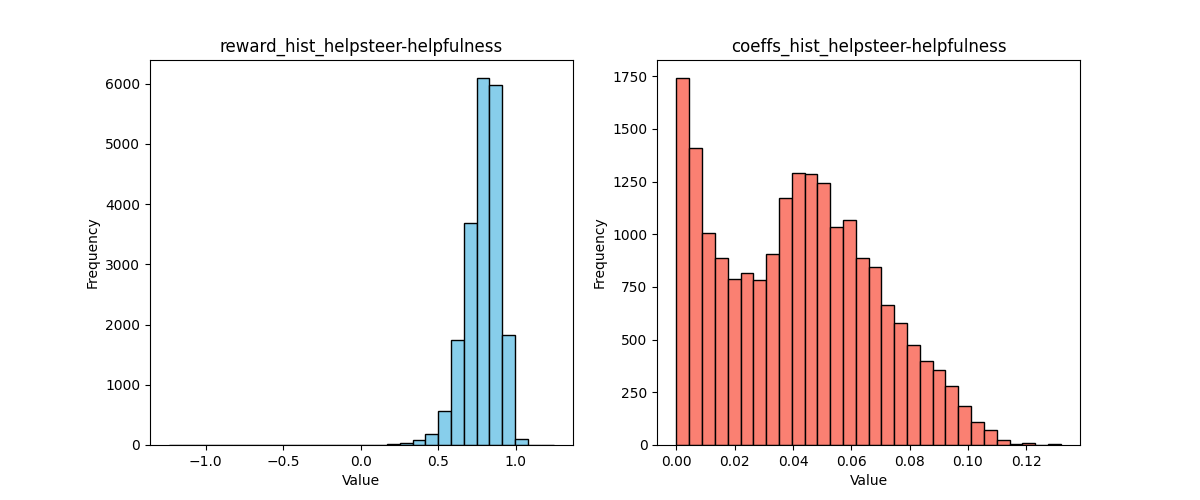 reward_hist_helpsteer-helpfulness
Frequency
6000
5000
4000
3000
2000
1000
0
−1.0 −0.5 0.0 0.5 1.0
Value
coeffs_hist_helpsteer-helpfulness
Frequency
1750
1500
1250
1000
750
500
250
0
0.00 0.02 0.04 0.06 0.08 0.10 0.12
Value